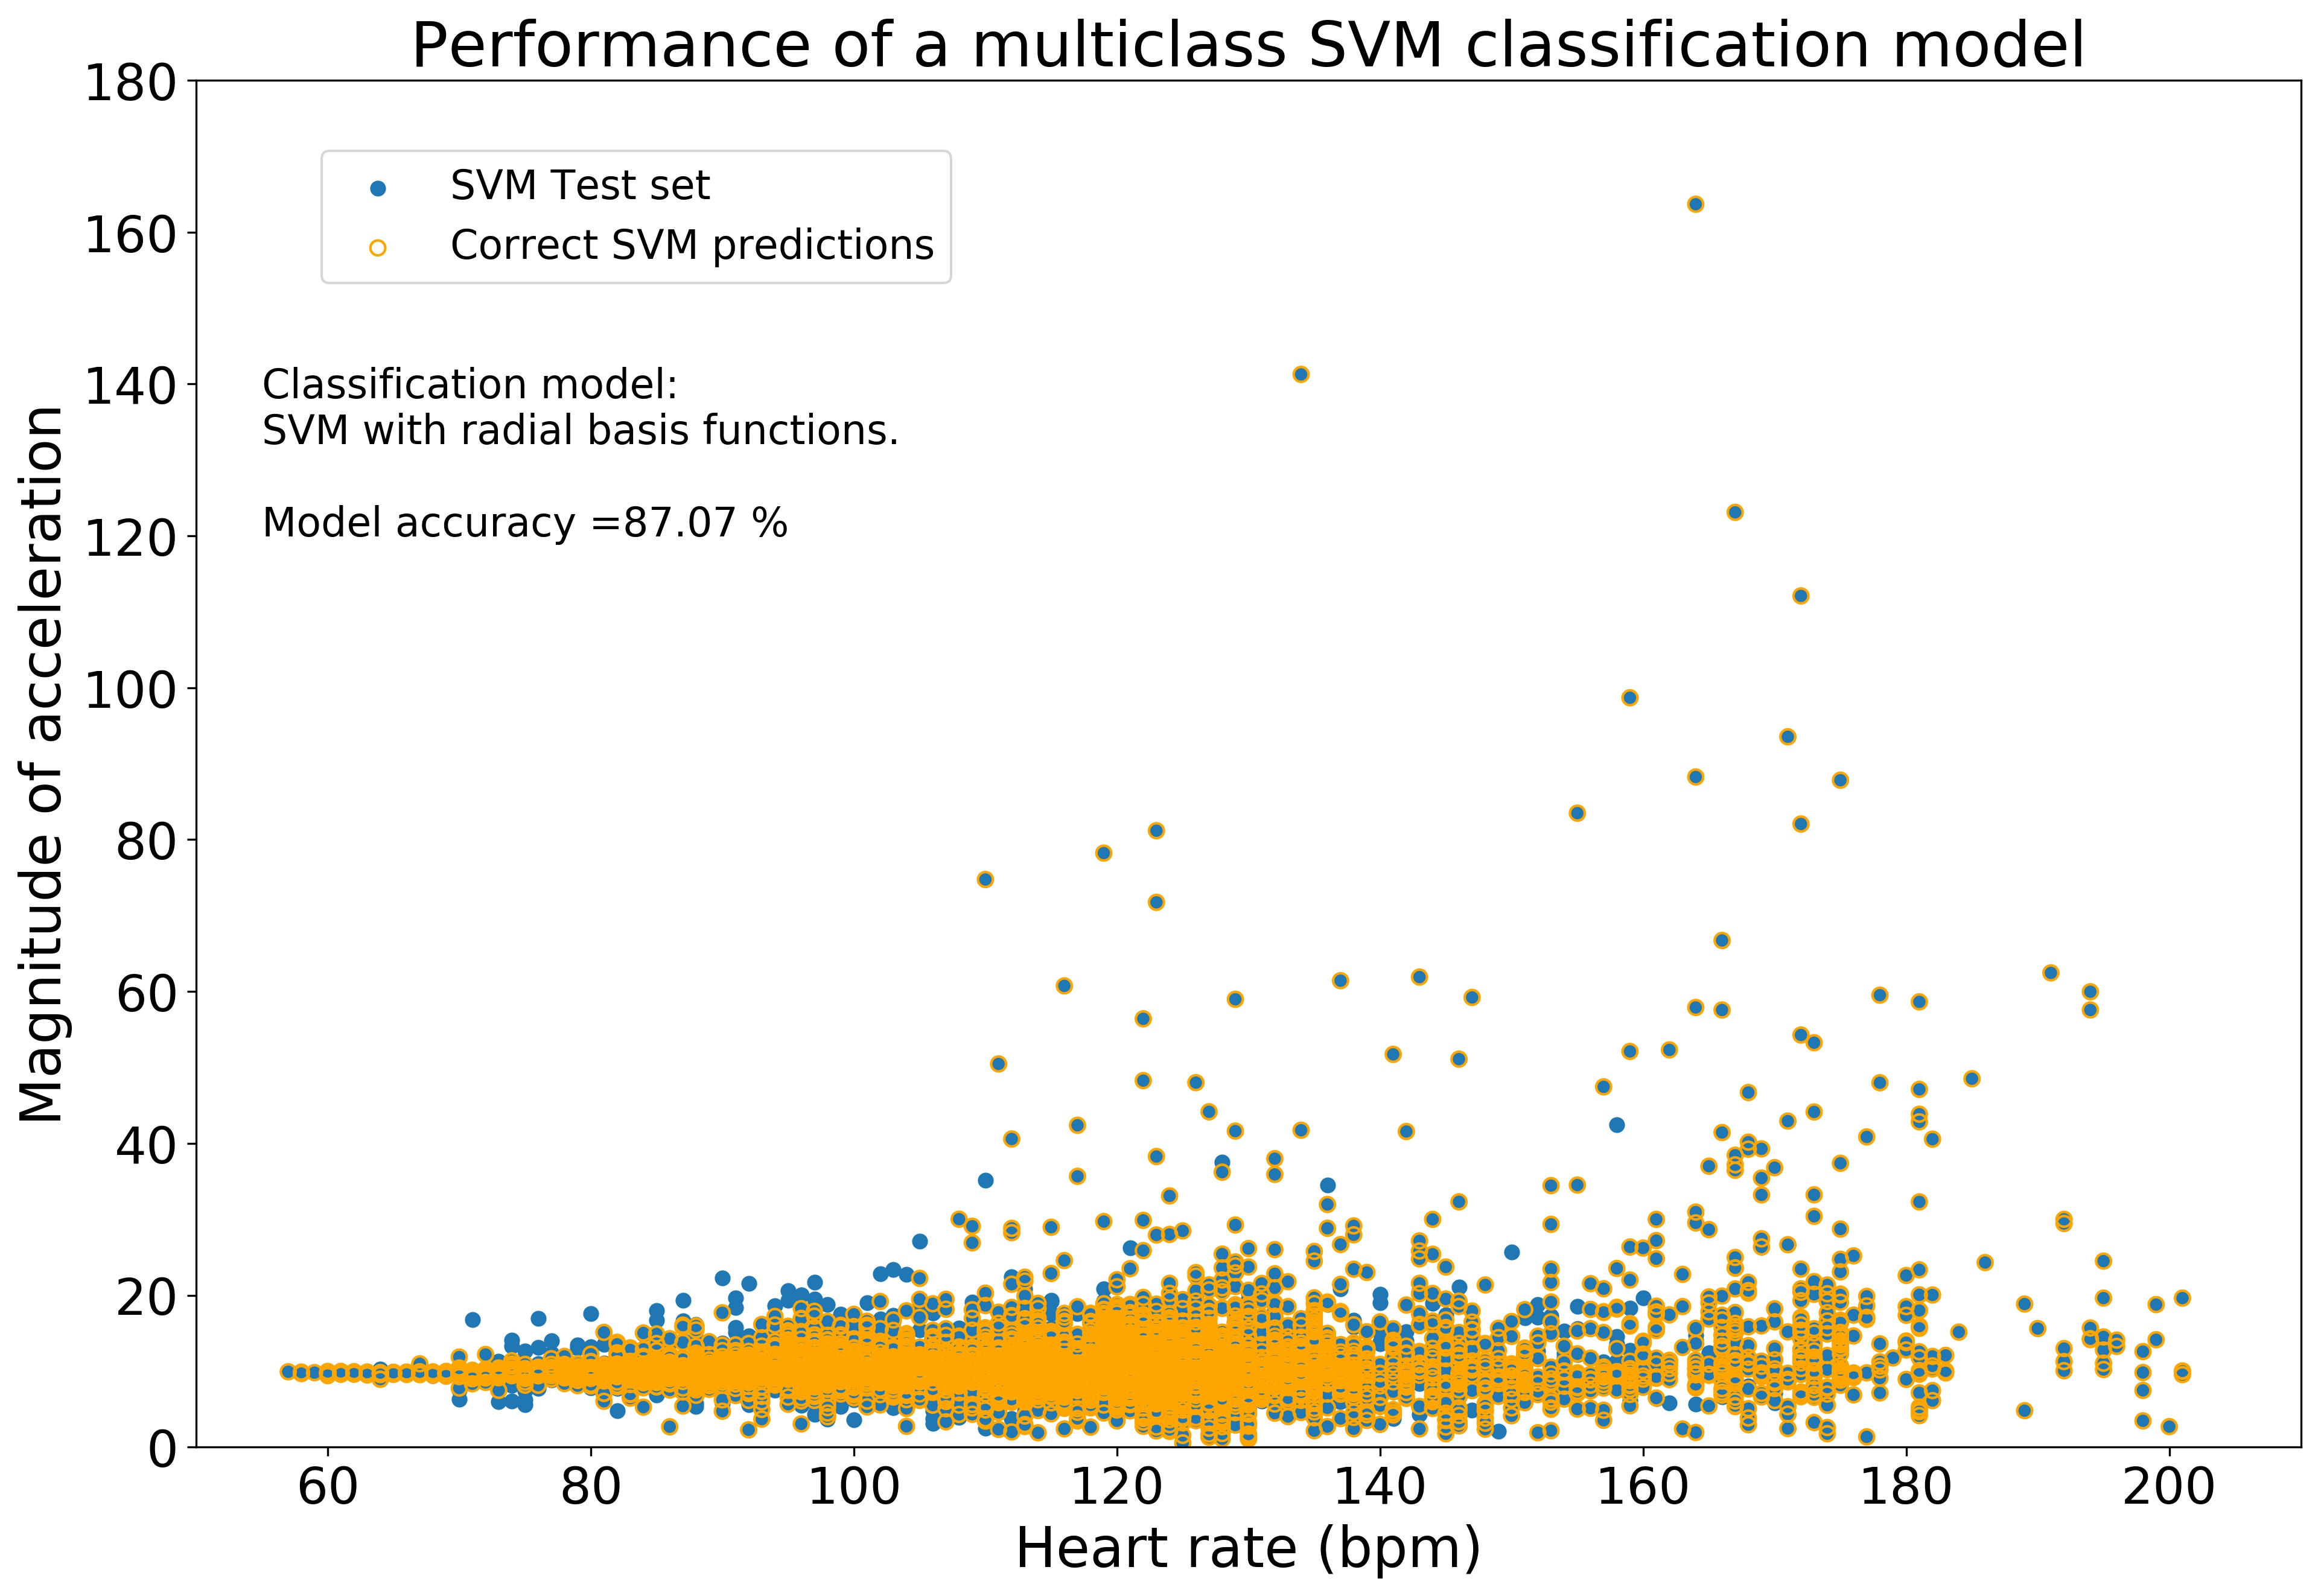 Performance of a multiclass SVM classification model
180
160
140
120
100
80
60
40
20
0
Magnitude of acceleration
SVM Test set
Correct SVM predictions
Classification model:
SVM with radial basis functions.
Model accuracy =87.07 %
60 80 100 120 140 160 180 200
Heart rate (bpm)